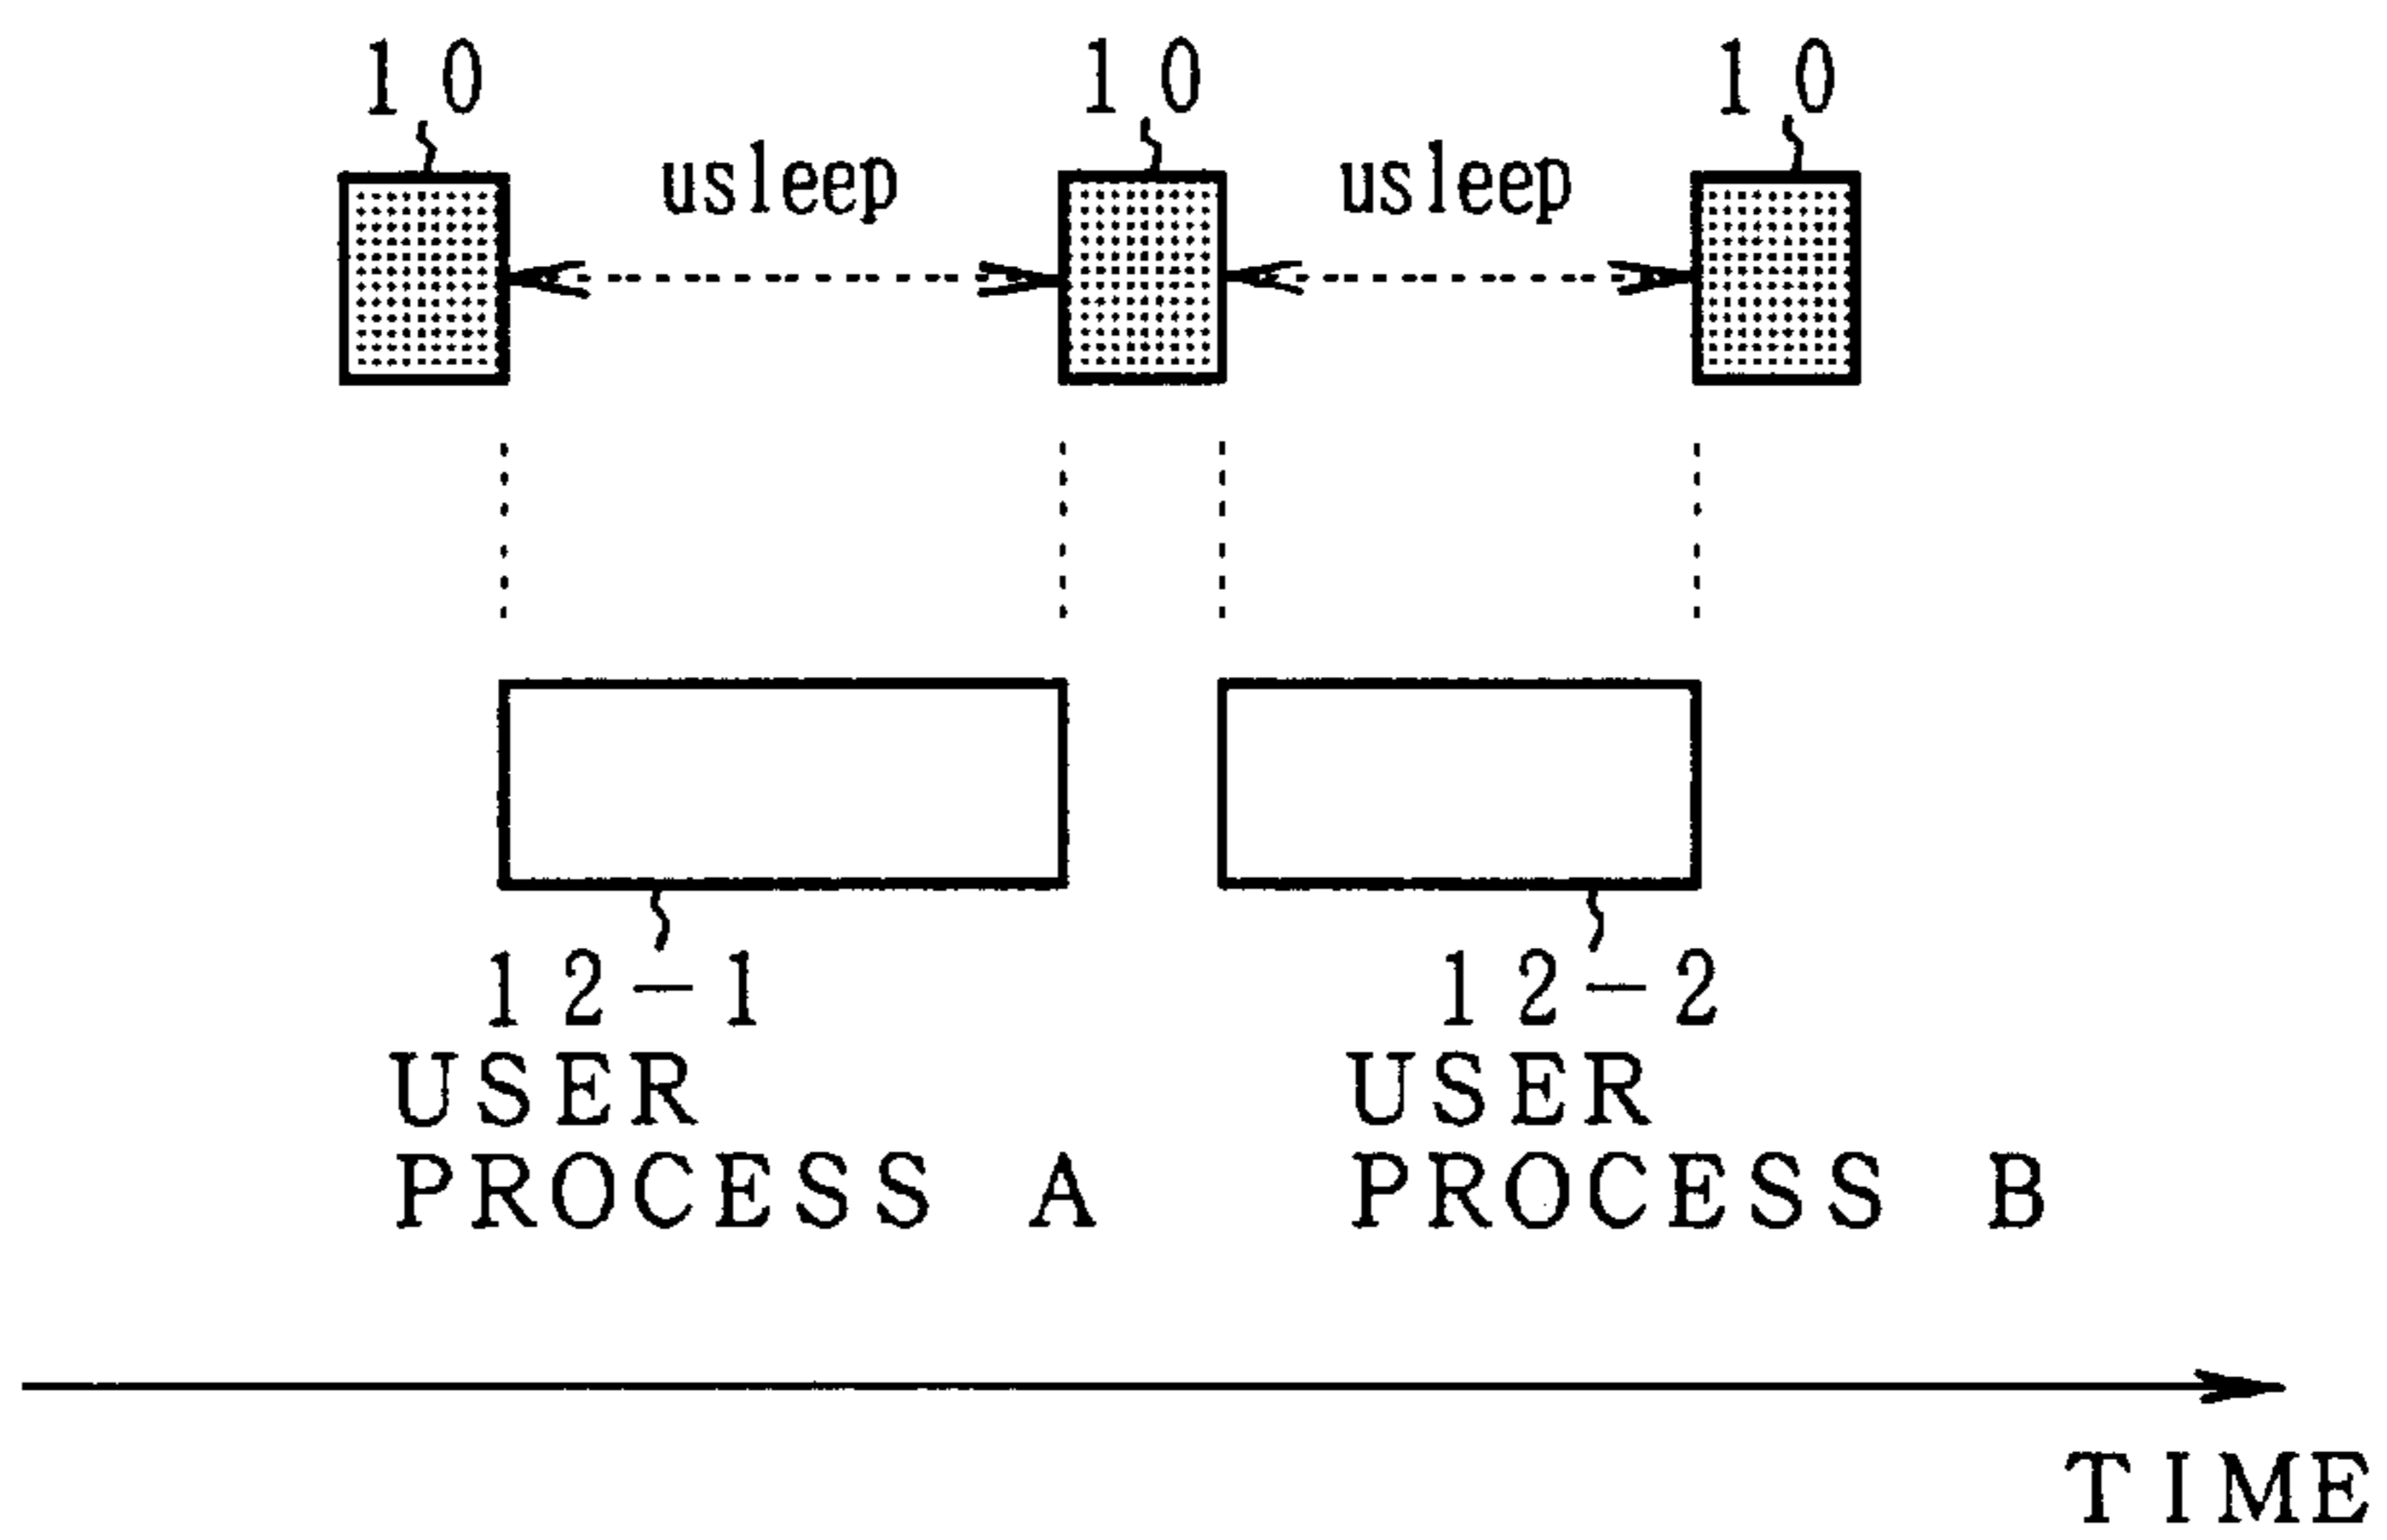 10 10 10
usleep usleep
12-1 12-2
USER USER
PROCESS A PROCESS B
TIME